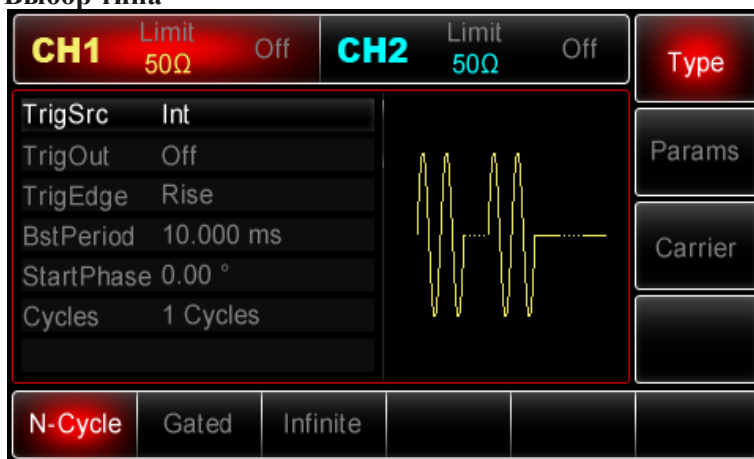 Выбор типа
CH1 Limit 50Ω Off CH2 Limit 50Ω Off Type
TrigSrc Int
TrigOut Off
TrigEdge Rise
BstPeriod 10.000 ms
StartPhase 0.00 °
Cycles 1 Cycles
Params
Carrier
N-Cycle Gated Infinite